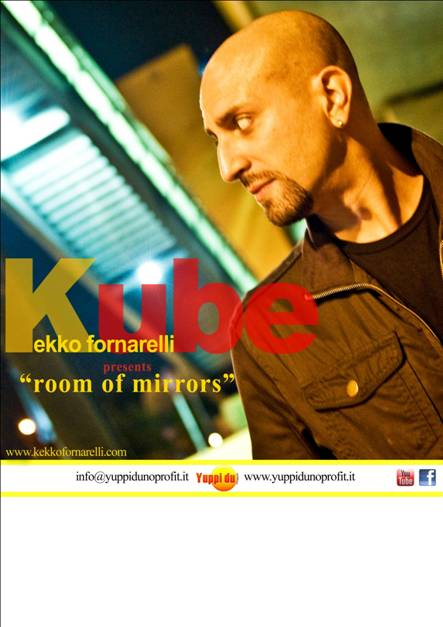 Kube
ekko fornarelli
presents
“room of mirrors”
www.kekkofornarelli.com
info@yuppidunoprofit.it Yuppi du www.yuppidunoprofit.it You Tube f